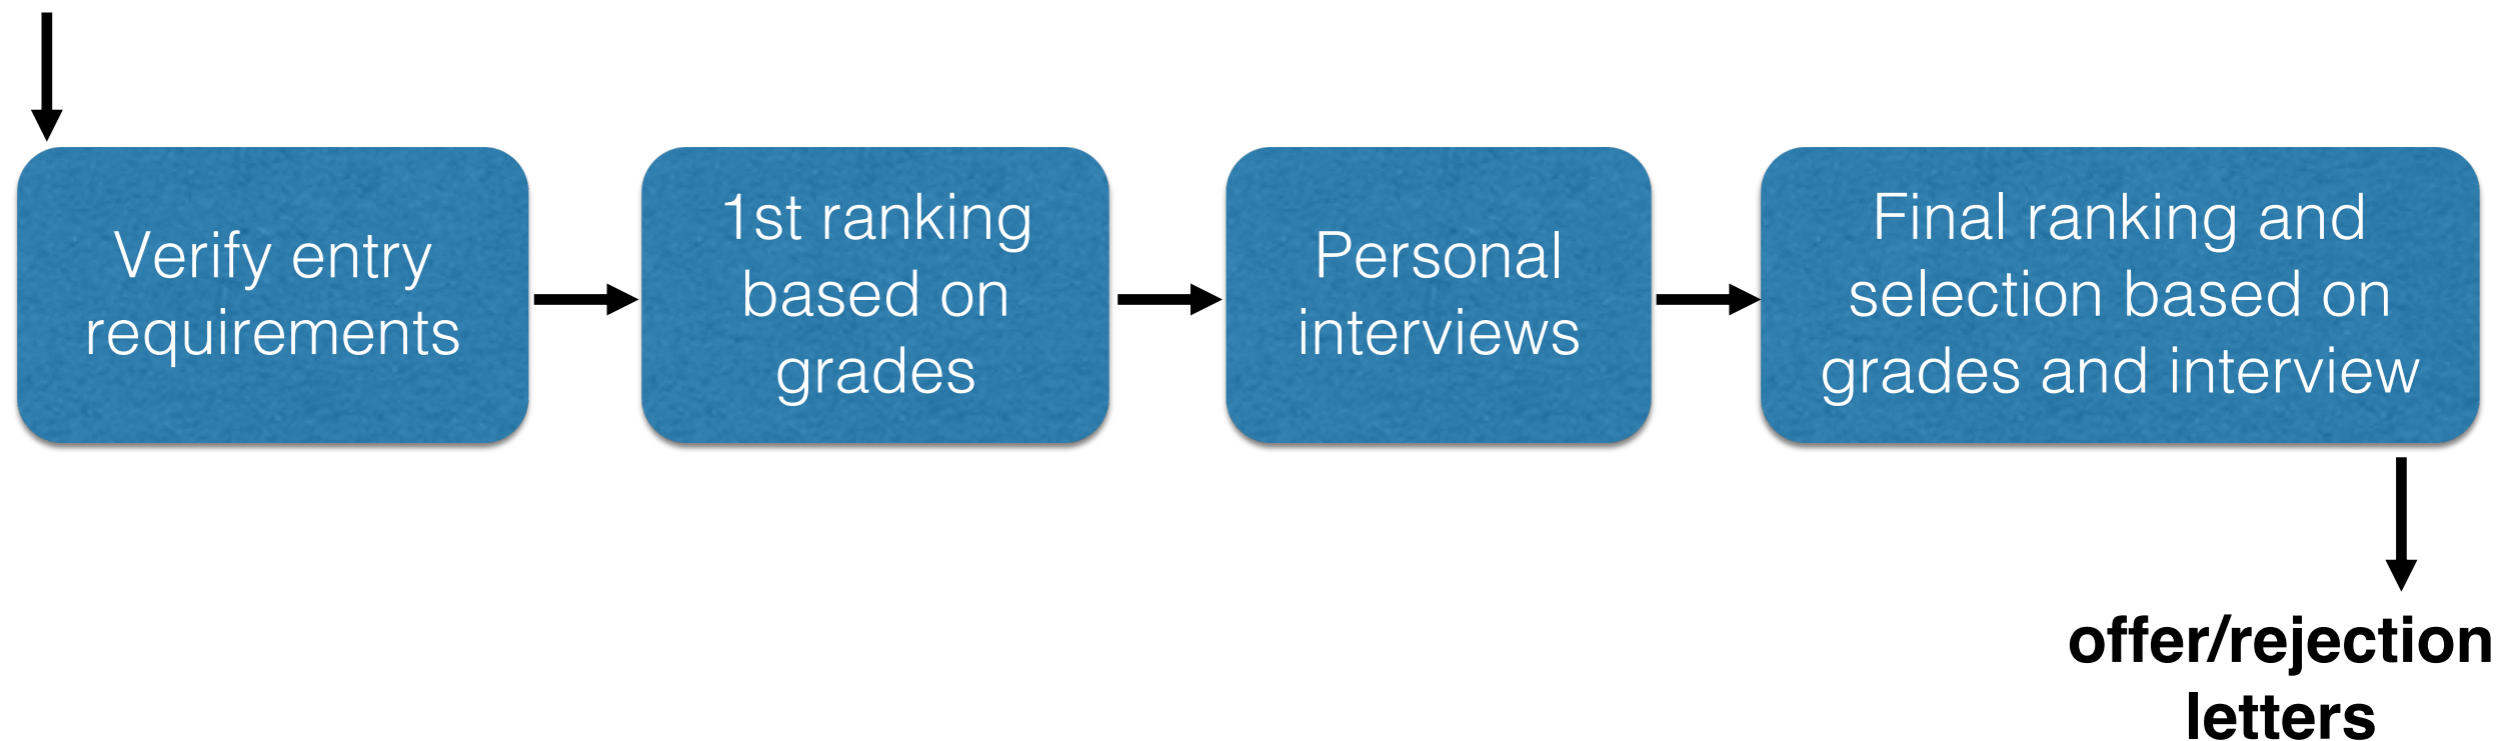 Verify entry
requirements
1st ranking
based on
grades
Personal
interviews
Final ranking and
selection based on
grades and interview
offer/rejection
letters